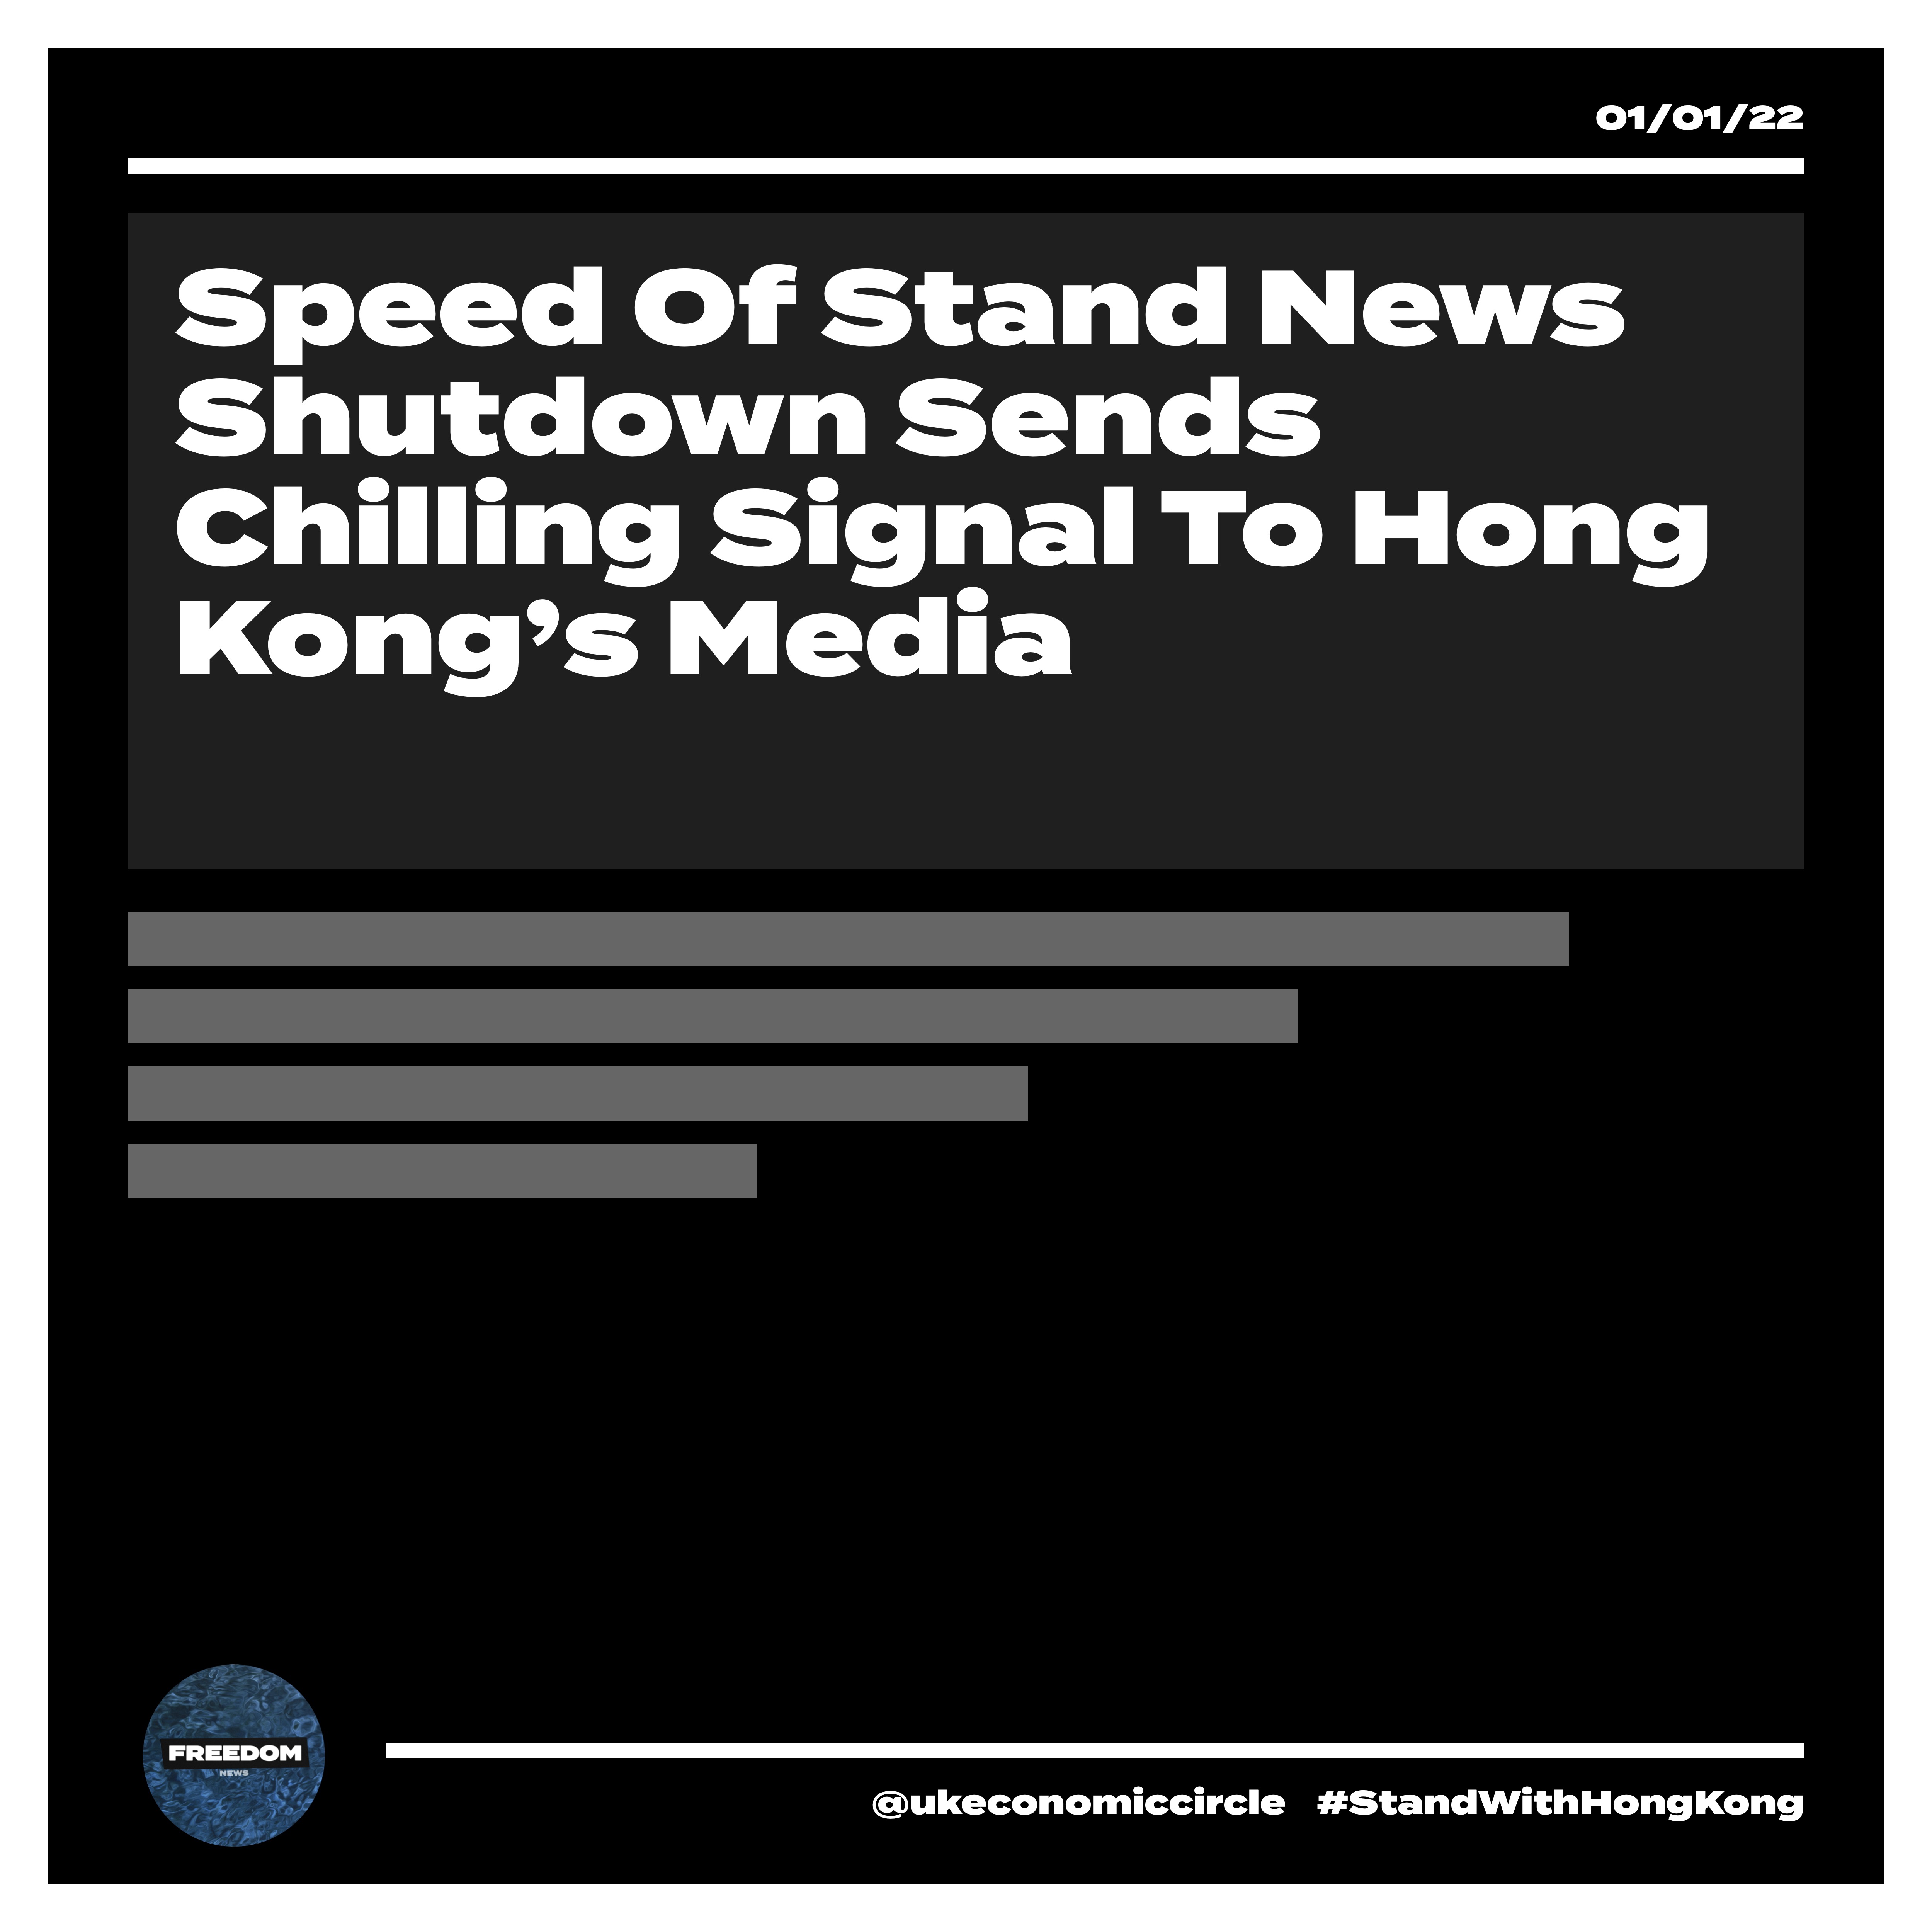 01/01/22
Speed Of Stand News
Shutdown Sends
Chilling Signal To Hong
Kong’s Media
FREEDOM
NEWS
@ukeconomiccircle #StandWithHongKong